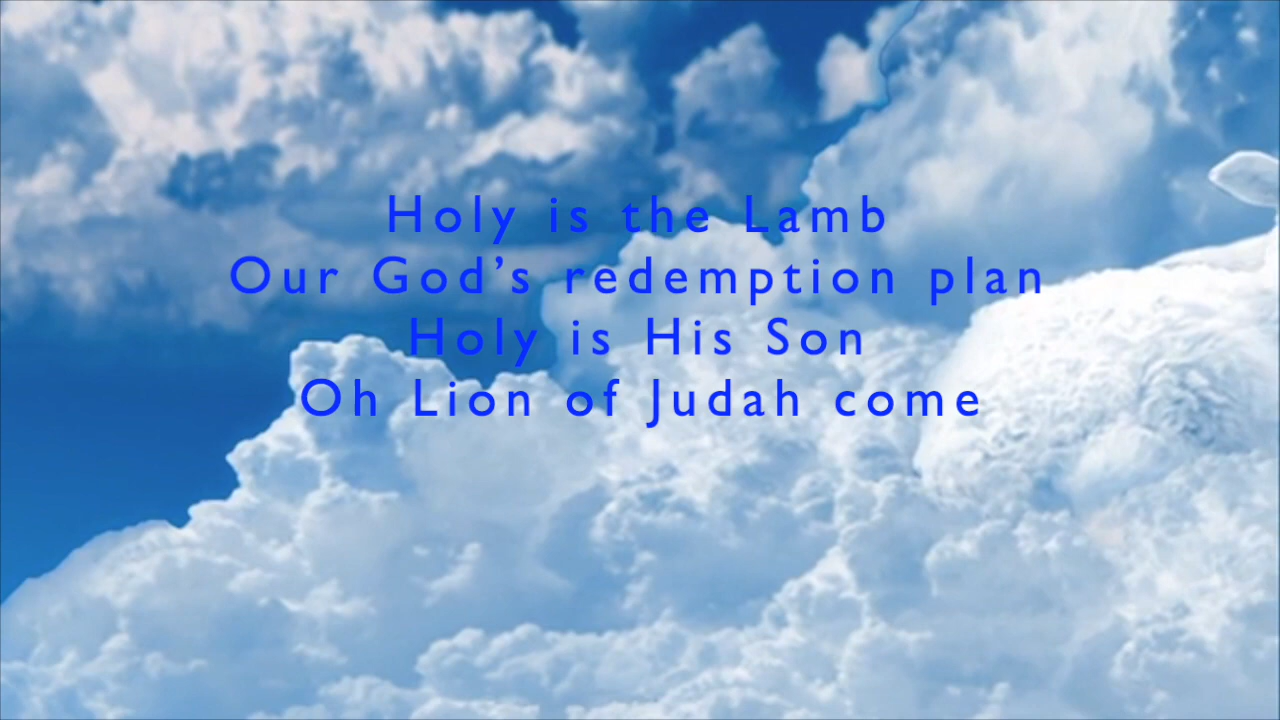 Holy is the Lamb
Our God’s redemption plan
Holy is His Son
Oh Lion of Judah come